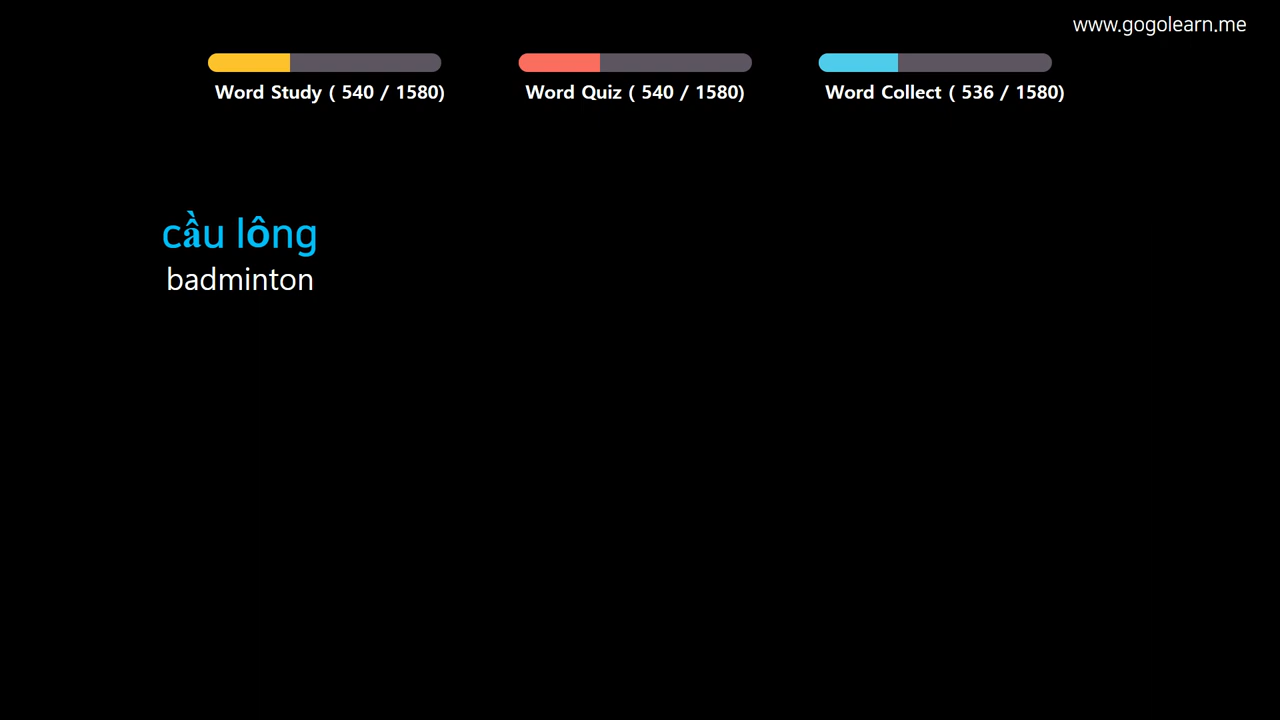 www.gogolearn.me
Word Study ( 540 / 1580)
Word Quiz ( 540 / 1580)
Word Collect ( 536 / 1580)
cầu lông
badminton